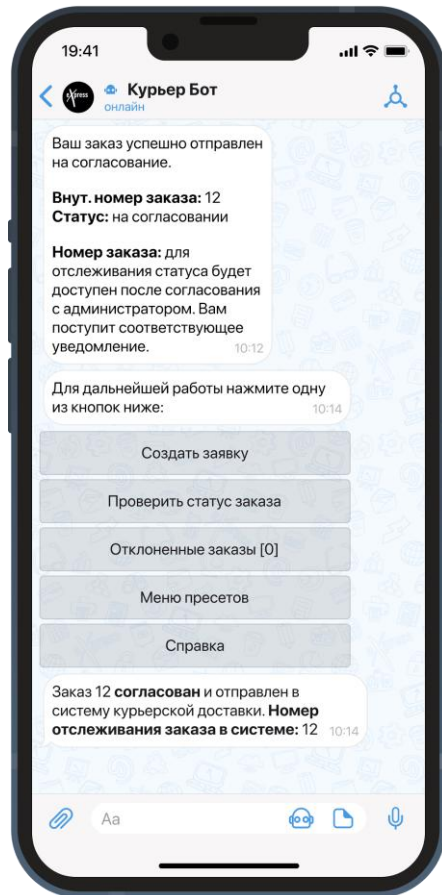 19:41
eXpress
Курьер Бот
онлайн
Ваш заказ успешно отправлен
на согласование.
Внут. номер заказа: 12
Статус: на согласовании
Номер заказа: для
отслеживания статуса будет
доступен после согласования
с администратором. Вам
поступит соответствующее
уведомление. 10:12
Для дальнейшей работы нажмите одну
из кнопок ниже: 10:14
Создать заявку
Проверить статус заказа
Отклоненные заказы [0]
Меню пресетов
Справка
Заказ 12 согласован и отправлен в
систему курьерской доставки. Номер
отслеживания заказа в системе: 12 10:14
Aa